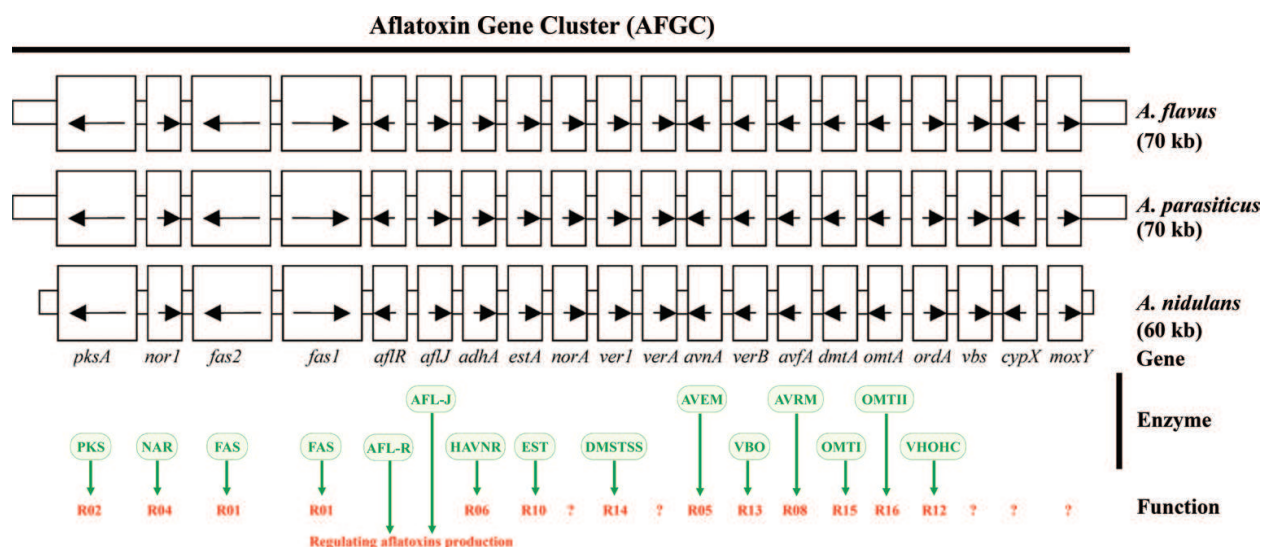 Aflatoxin Gene Cluster (AFGC)
A. flavus
(70 kb)
A. parasiticus
(70 kb)
A. nidulans
(60 kb)
pksA nor1 fas2 fas1 aflR aflJ adhA estA norA ver1 verA avnA verB avfA dmtA omtA ordA vbs cypX moxY Gene
AFL-J AVEM AVRM OMTII
Enzyme
PKS NAR FAS FAS AFL-R HAVNR EST DMSTSS VBO OMTI VHOHC
R02 R04 R01 R01 R06 R10 ? R14 ? R05 R13 R08 R15 R16 R12 ? ? ? Function
Regulating aflatoxins production